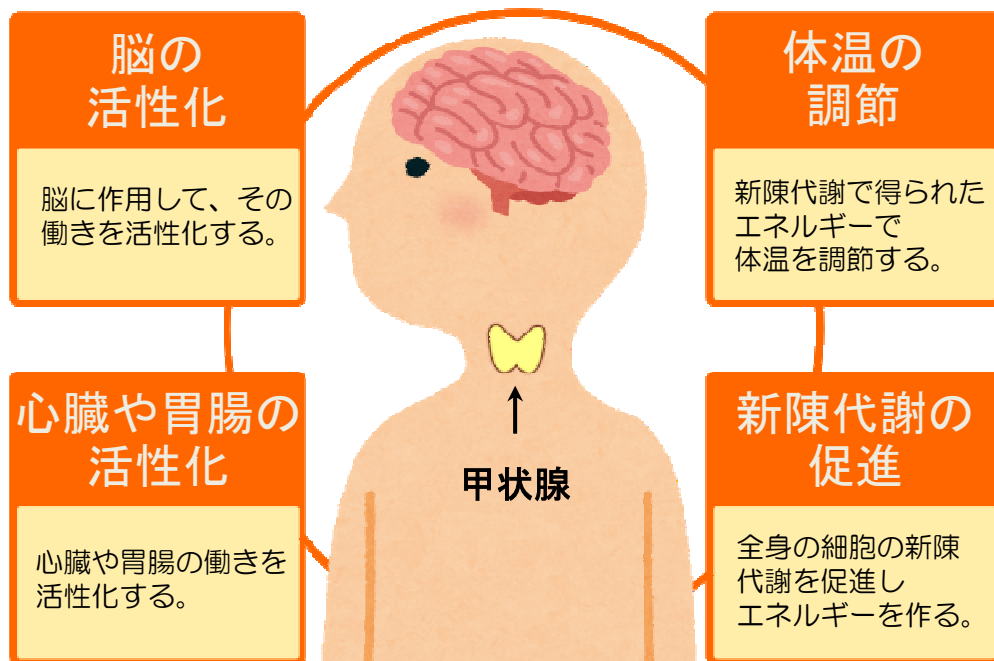 脳の
活性化
脳に作用して、その
働きを活性化する。
体温の
調節
新陳代謝で得られた
エネルギーで
体温を調節する。
心臓や胃腸の
活性化
心臓や胃腸の働きを
活性化する。
新陳代謝の
促進
全身の細胞の新陳
代謝を促進し
エネルギーを作る。
甲状腺